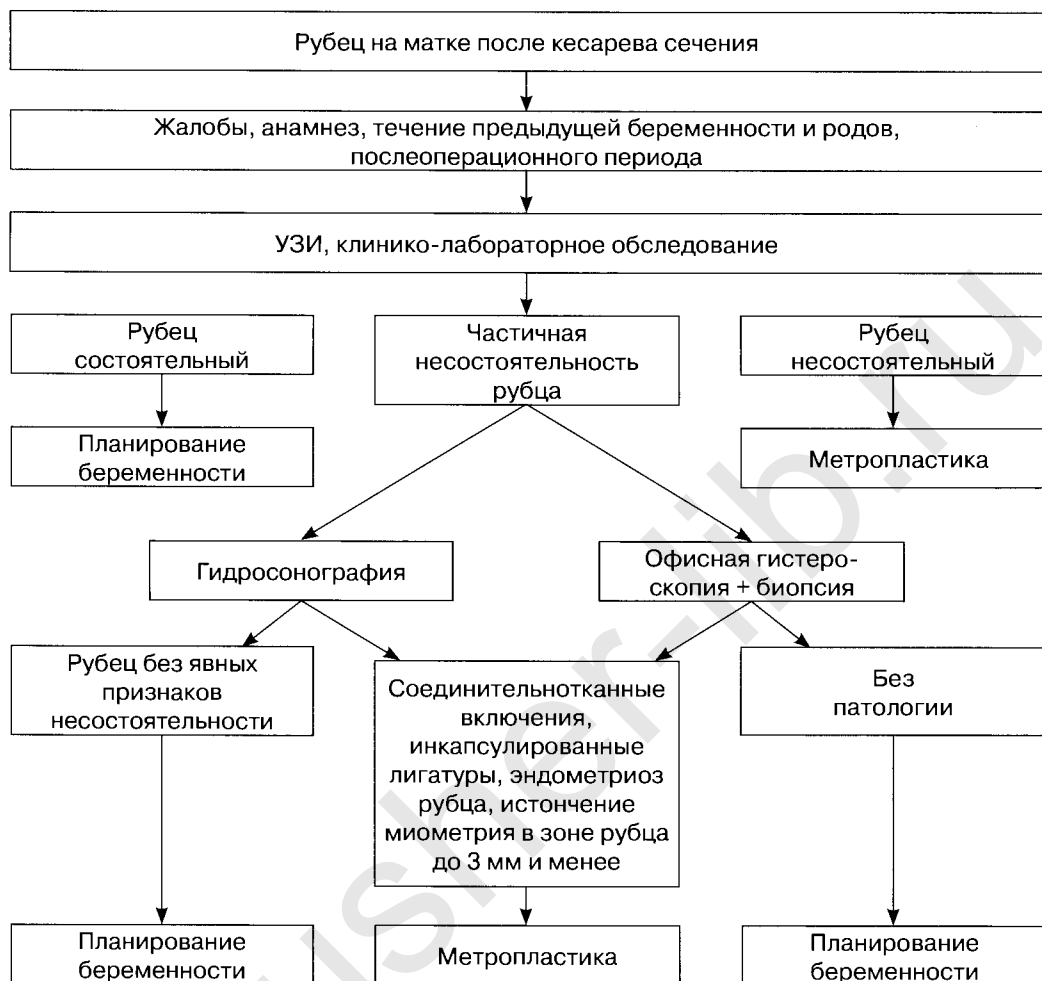 Рубец на матке после кесарева сечения
Жалобы, анамнез, течение предыдущей беременности и родов,
послеоперационного периода
УЗИ, клинико-лабораторное обследование
Рубец
состоятельный
Частичная
несостоятельность
рубца
Рубец
несостоятельный
Планирование
беременности
Метропластика
Гидросонография
Офисная гистеро-
скопия + биопсия
Рубец без явных
признаков
несостоятельности
Соединительнотканные
включения,
инкапсулированные
лигатуры, эндометриоз
рубца, истончение
миометрия в зоне рубца
до 3 мм и менее
Без
патологии
Планирование
беременности
Метропластика
Планирование
беременности
usher-lib.ru